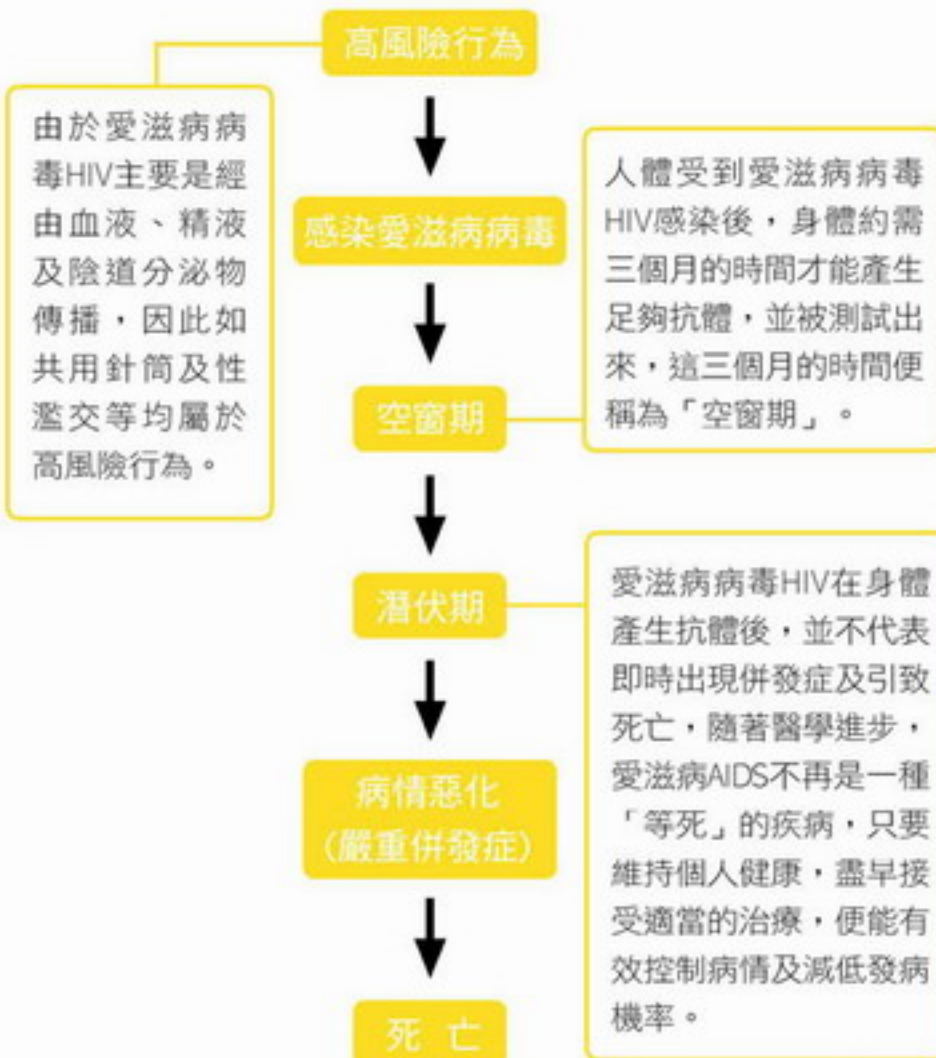 高風險行為
由於愛滋病病
毒HIV主要是經
由血液、精液
及陰道分泌物
傳播，因此如
共用針筒及性
濫交等均屬於
高風險行為。
感染愛滋病病毒
人體受到愛滋病病毒
HIV感染後，身體約需
三個月的時間才能產生
足夠抗體，並被測試出
來，這三個月的時間便
稱為「空窗期」。
空窗期
潛伏期
愛滋病病毒HIV在身體
產生抗體後，並不代表
即時出現併發症及引致
死亡，隨著醫學進步，
愛滋病AIDS不再是一種
「等死」的疾病，只要
維持個人健康，盡早接
受適當的治療，便能有
效控制病情及減低發病
機率。
病情惡化
(嚴重併發症)
死 亡